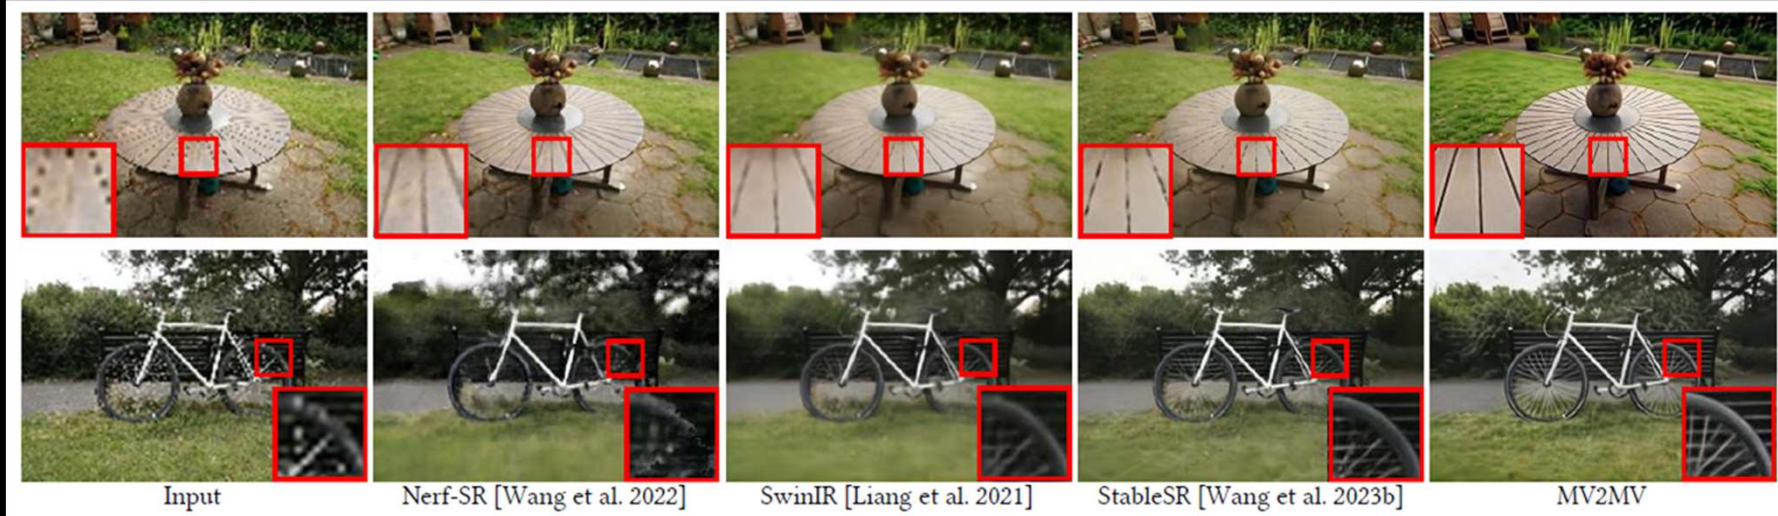 Input
Nerf-SR [Wang et al. 2022]
SwinIR [Liang et al. 2021]
StableSR [Wang et al. 2023b]
MV2MV